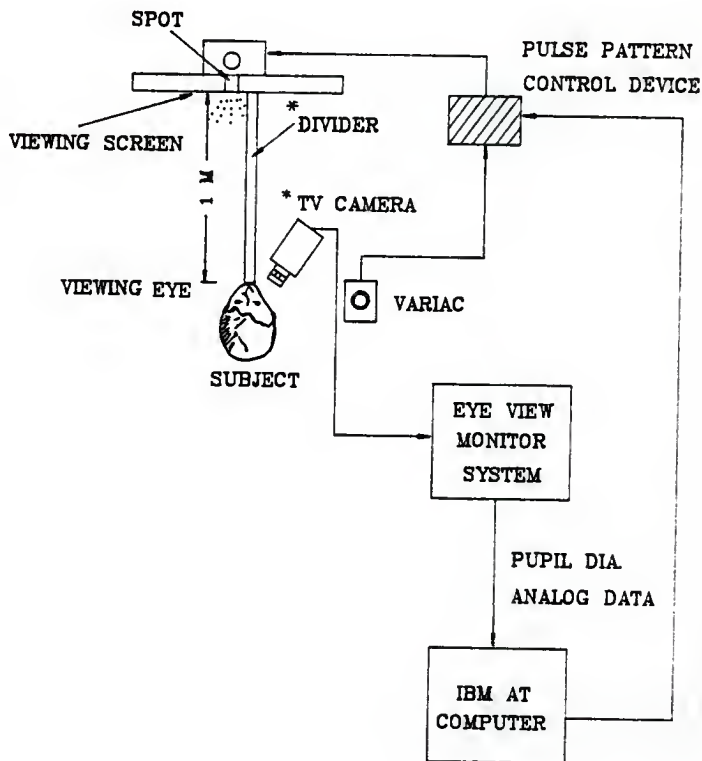 SPOT
PULSE PATTERN
CONTROL DEVICE
VIEWING SCREEN
*
DIVIDER
1 M
* TV CAMERA
VIEWING EYE
VARIAC
SUBJECT
EYE VIEW
MONITOR
SYSTEM
PUPIL DIA.
ANALOG DATA
IBM AT
COMPUTER